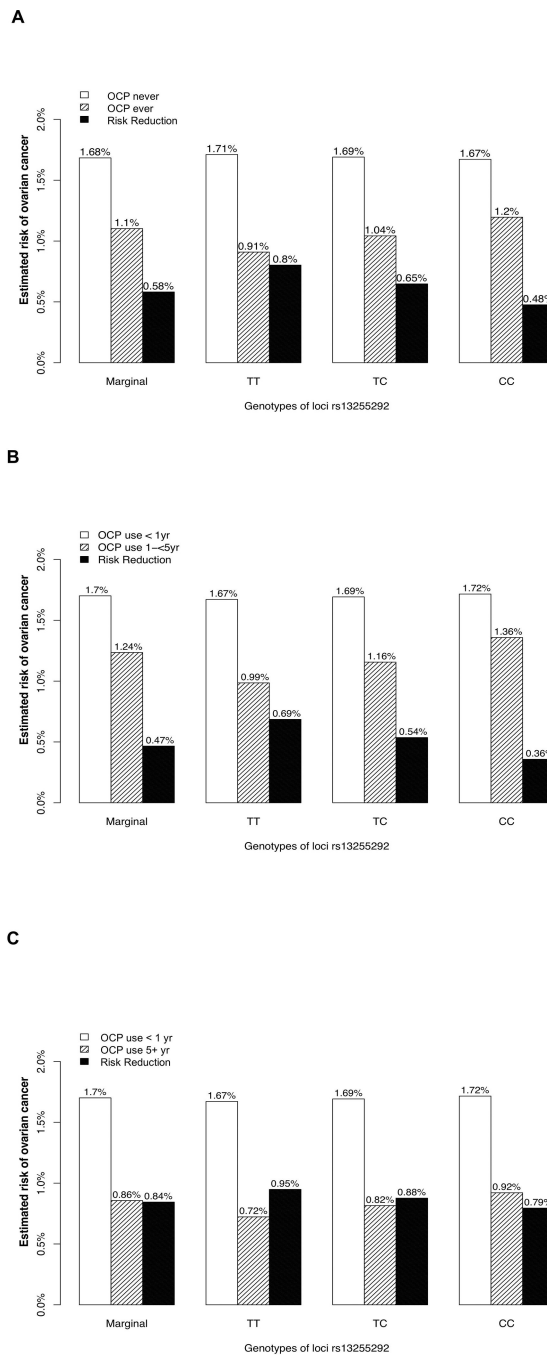 A
OCP never
OCP ever
Risk Reduction
Estimated risk of ovarian cancer
2.0%
1.5%
1.0%
0.5%
0.0%
1.68%
1.1%
0.58%
1.71%
0.91%
0.8%
1.69%
1.04%
0.65%
1.67%
1.2%
0.48%
Marginal TT TC CC
Genotypes of loci rs13255292
B
OCP use < 1yr
OCP use 1-<5yr
Risk Reduction
Estimated risk of ovarian cancer
2.0%
1.5%
1.0%
0.5%
0.0%
1.7%
1.24%
0.47%
1.67%
0.99%
0.69%
1.69%
1.16%
0.54%
1.72%
1.36%
0.36%
Marginal TT TC CC
Genotypes of loci rs13255292
C
OCP use < 1 yr
OCP use 5+ yr
Risk Reduction
Estimated risk of ovarian cancer
2.0%
1.5%
1.0%
0.5%
0.0%
1.7%
0.86%
0.84%
1.67%
0.72%
0.95%
1.69%
0.82%
0.88%
1.72%
0.92%
0.79%
Marginal TT TC CC
Genotypes of loci rs13255292